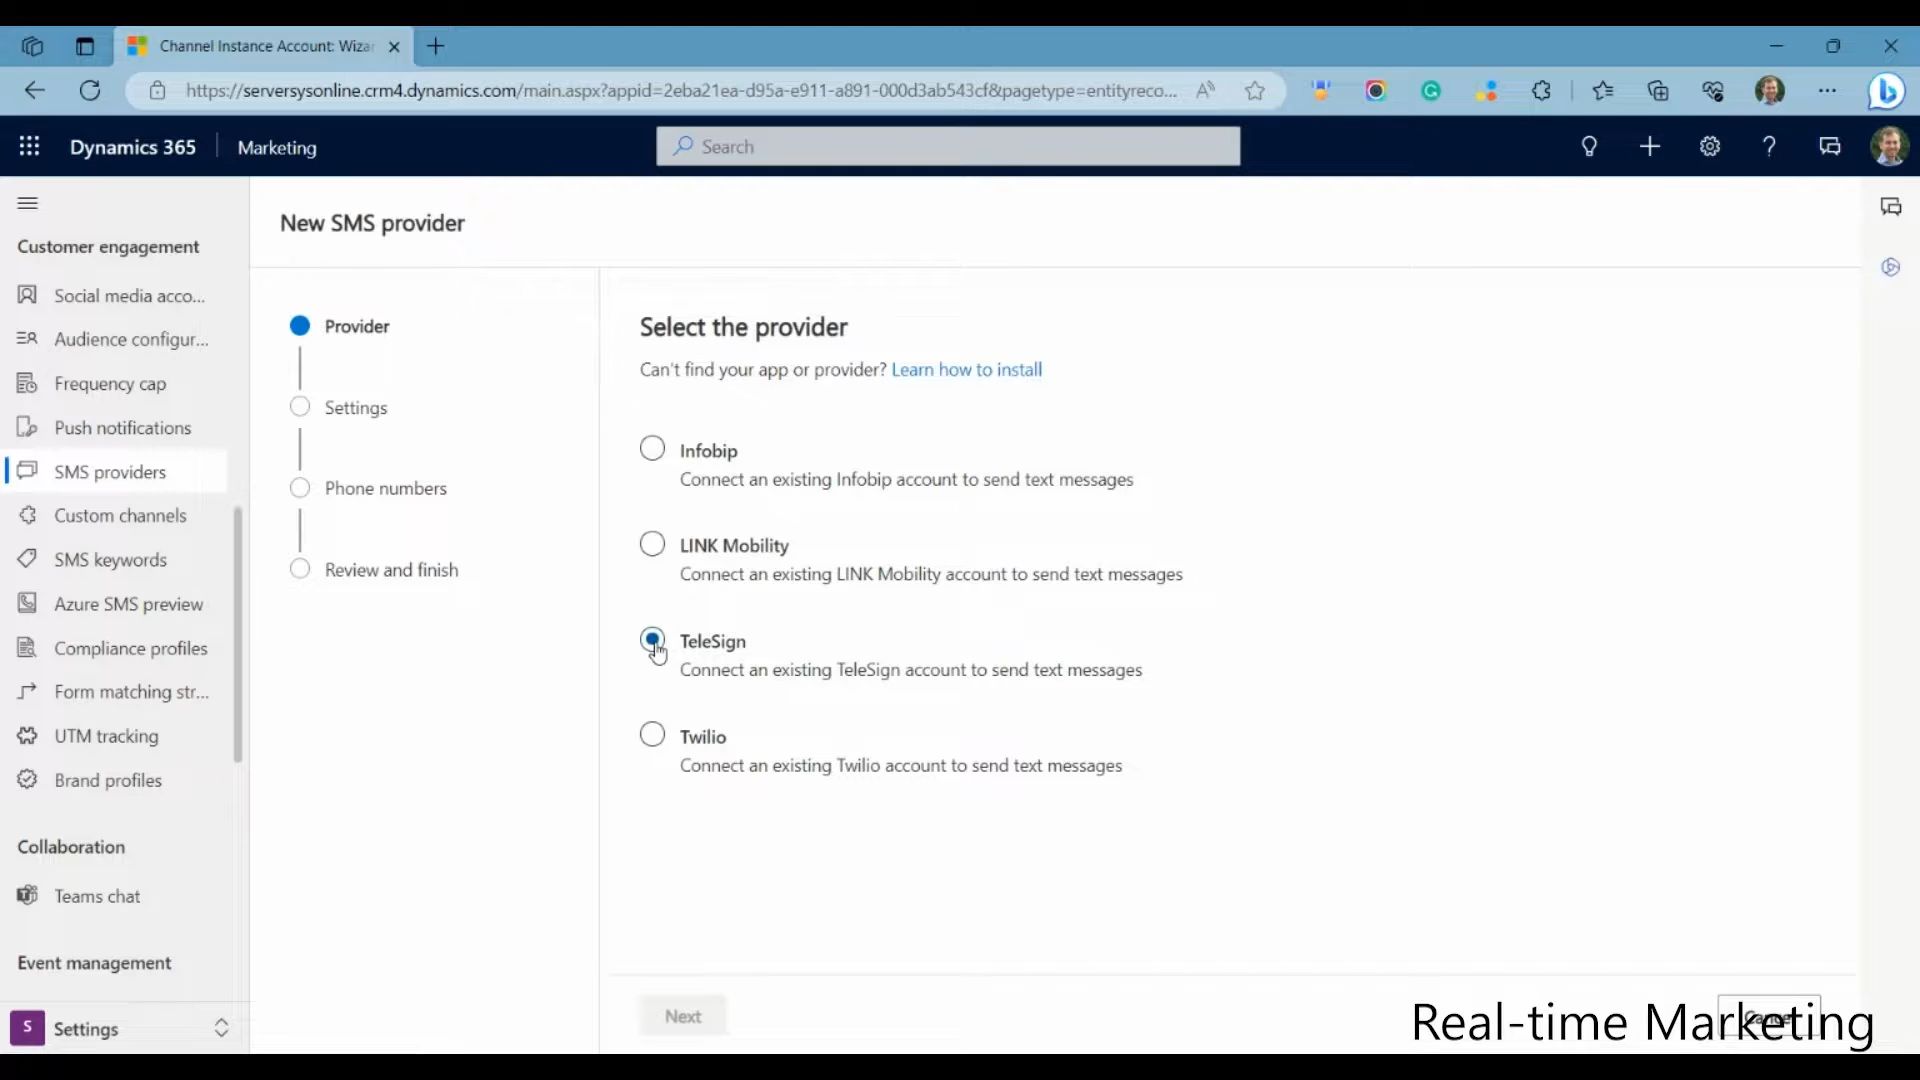 Channel Instance Account: Wiza
https://serversysonline.crm4.dynamics.com/main.aspx?appid=2eba21ea-d95a-e911-a891-000d3ab543cf&pagetype=entityreco...
Dynamics 365
Marketing
Search
New SMS provider
Customer engagement
Social media acco...
Audience configur...
Frequency cap
Push notifications
SMS providers
Custom channels
SMS keywords
Azure SMS preview
Compliance profiles
Form matching str...
UTM tracking
Brand profiles
Collaboration
Teams chat
Event management
S
Settings
Provider
Settings
Phone numbers
Review and finish
Select the provider
Can't find your app or provider? Learn how to install
Infobip
Connect an existing Infobip account to send text messages
LINK Mobility
Connect an existing LINK Mobility account to send text messages
TeleSign
Connect an existing TeleSign account to send text messages
Twilio
Connect an existing Twilio account to send text messages
Next
Cancel
Real-time Marketing